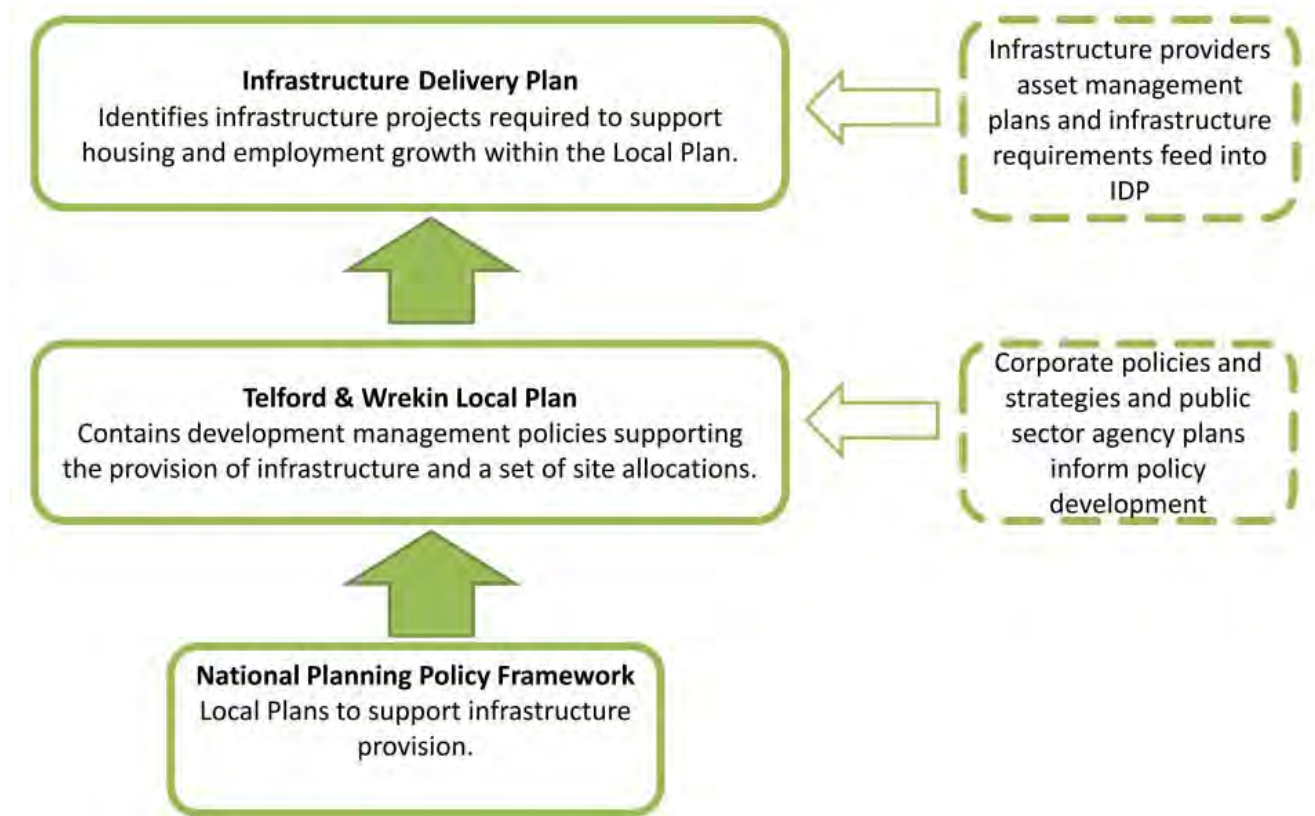 Infrastructure Delivery Plan
Identifies infrastructure projects required to support
housing and employment growth within the Local Plan.
Infrastructure providers
asset management
plans and infrastructure
requirements feed into
IDP
Telford & Wrekin Local Plan
Contains development management policies supporting
the provision of infrastructure and a set of site allocations.
Corporate policies and
strategies and public
sector agency plans
inform policy
development
National Planning Policy Framework
Local Plans to support infrastructure
provision.